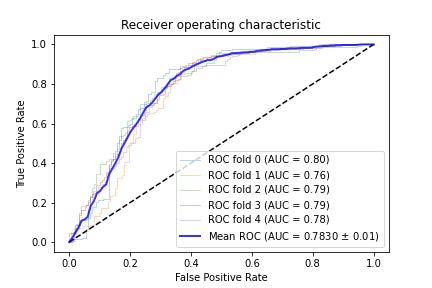 Receiver operating characteristic
True Positive Rate
1.0
0.8
0.6
0.4
0.2
0.0
ROC fold 0 (AUC = 0.80)
ROC fold 1 (AUC = 0.76)
ROC fold 2 (AUC = 0.79)
ROC fold 3 (AUC = 0.79)
ROC fold 4 (AUC = 0.78)
Mean ROC (AUC = 0.7830 ± 0.01)
0.0 0.2 0.4 0.6 0.8 1.0
False Positive Rate